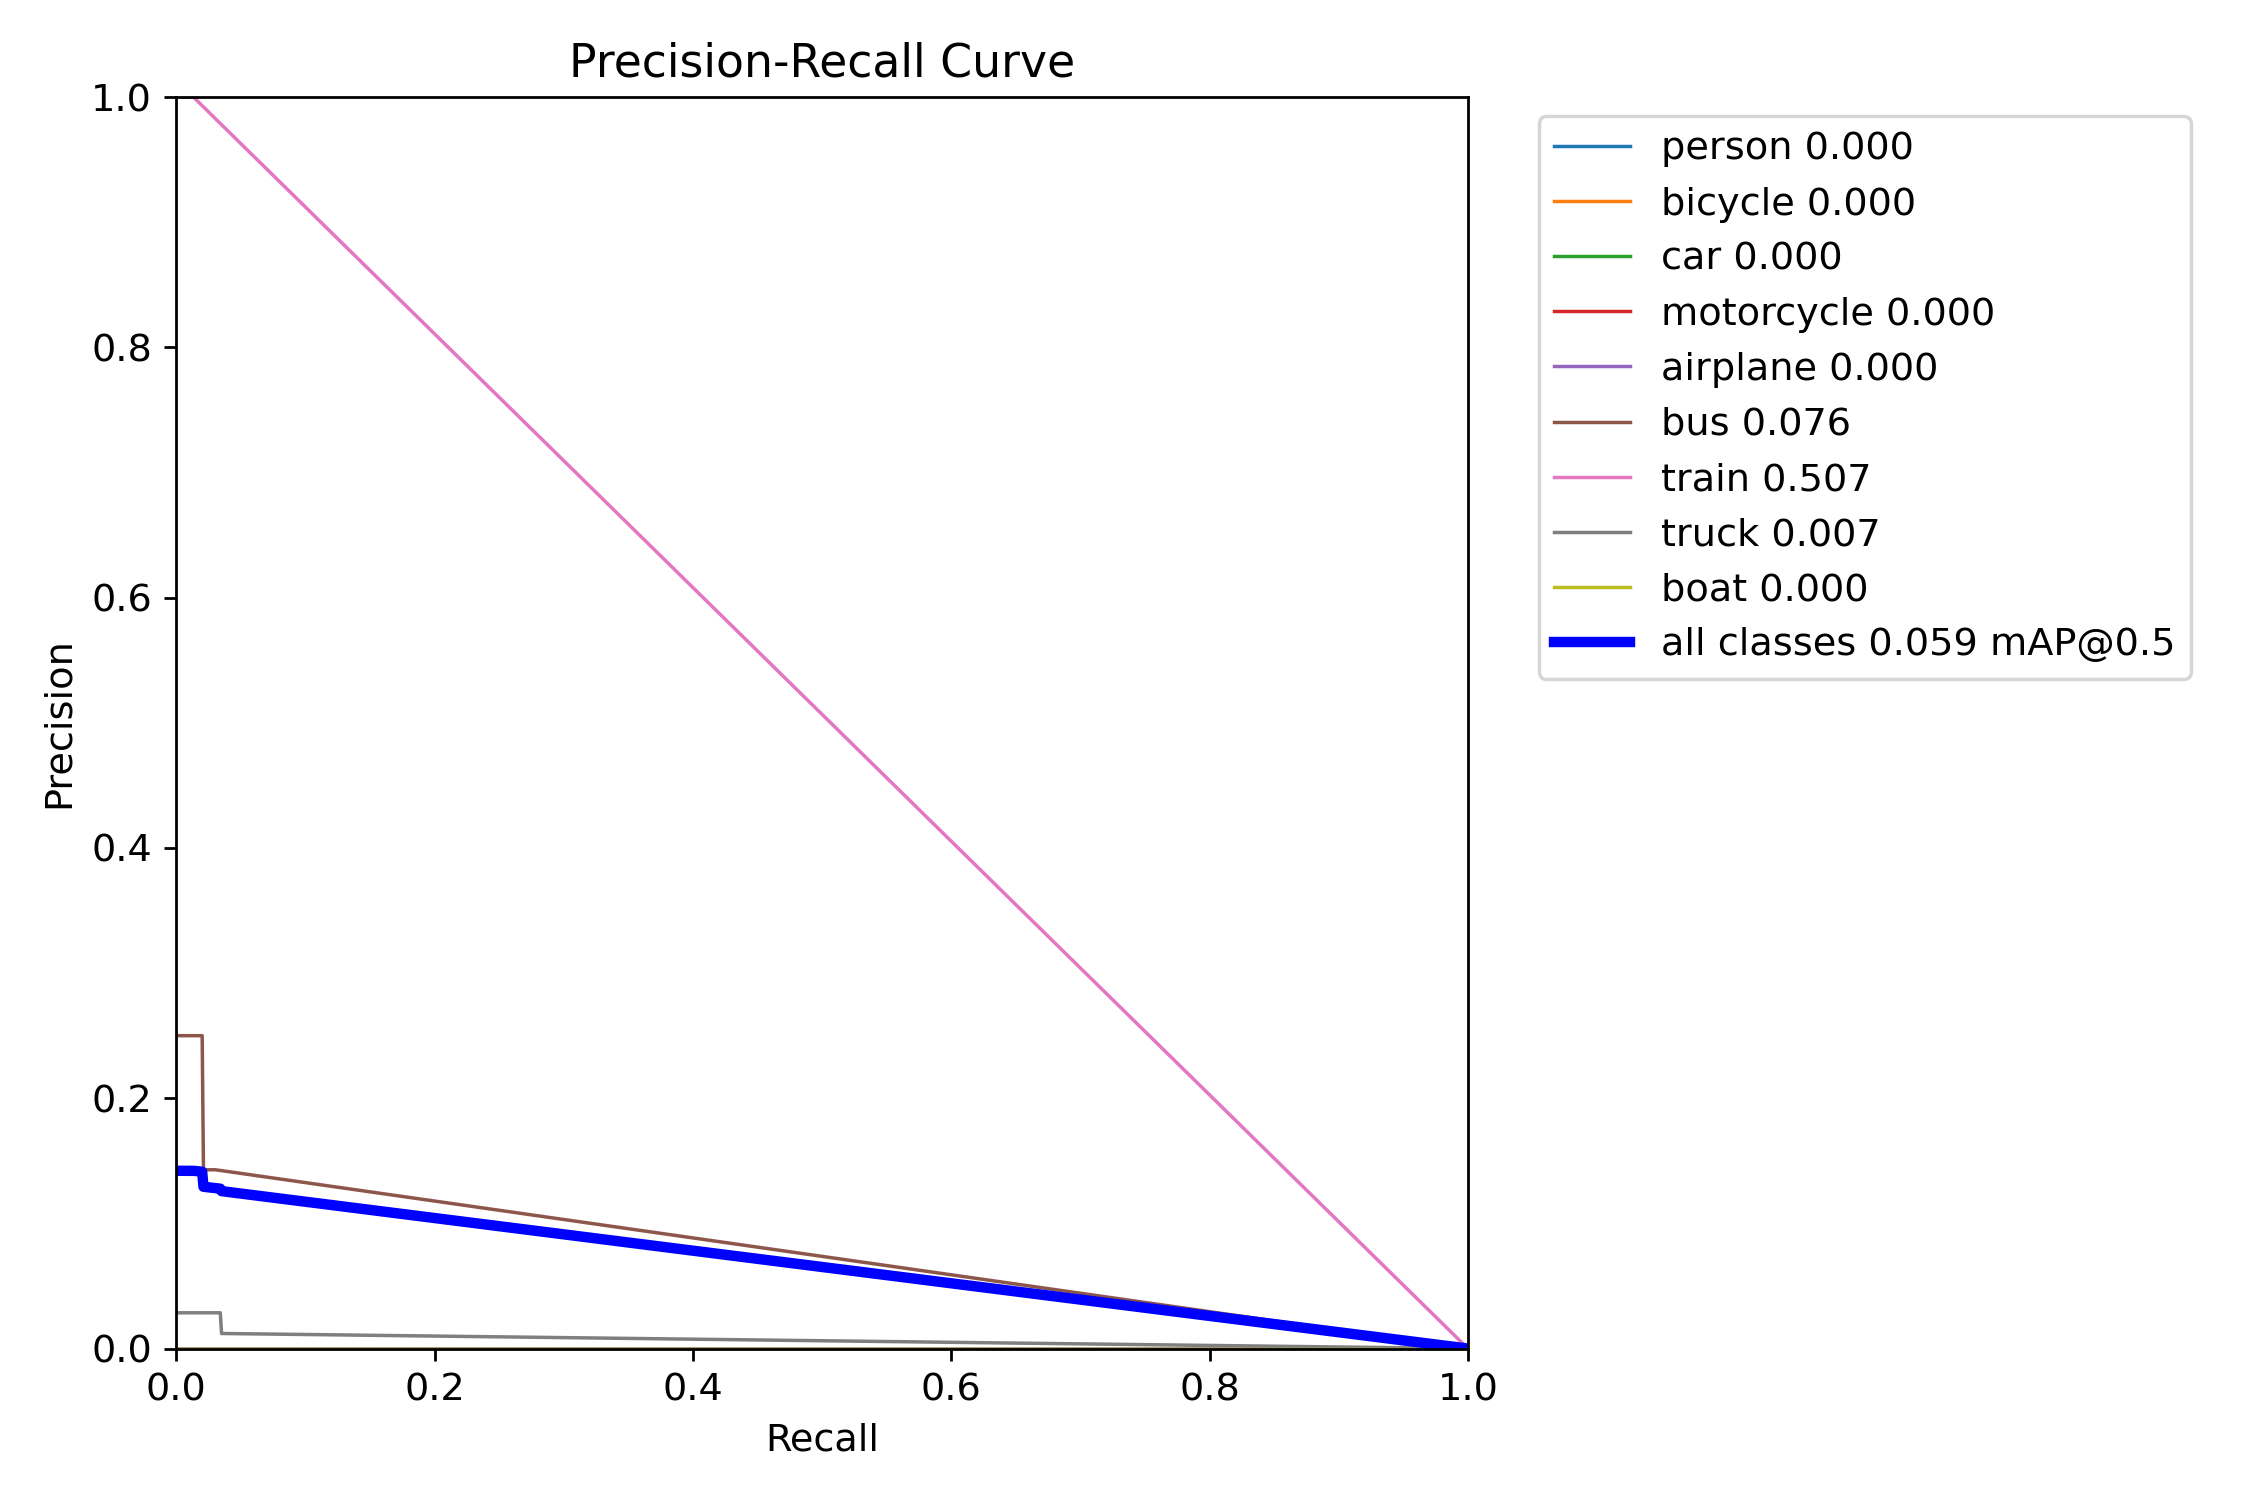 Precision-Recall Curve
1.0
0.8
0.6
0.4
0.2
0.0
Precision
0.0 0.2 0.4 0.6 0.8 1.0
Recall
person 0.000
bicycle 0.000
car 0.000
motorcycle 0.000
airplane 0.000
bus 0.076
train 0.507
truck 0.007
boat 0.000
all classes 0.059 mAP@0.5